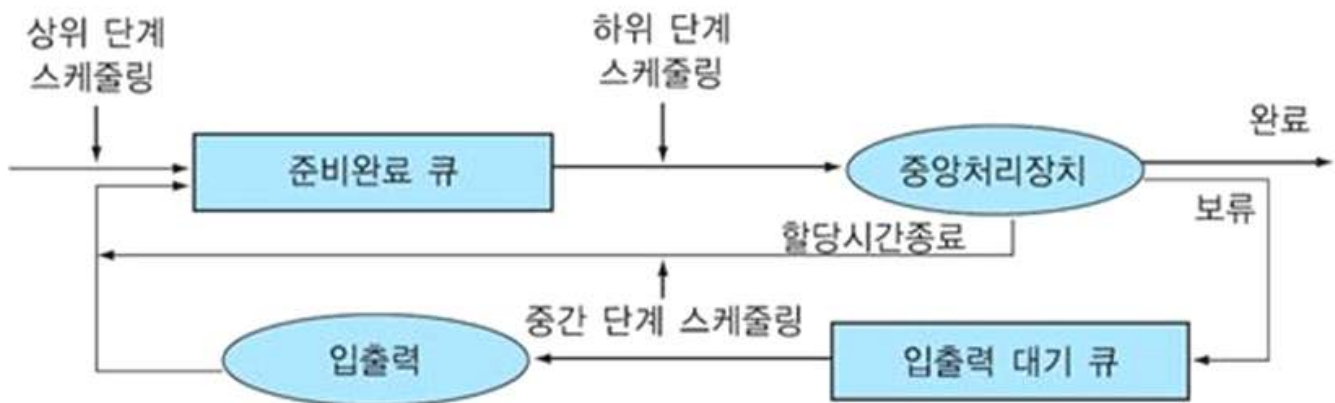 상위 단계
스케줄링
하위 단계
스케줄링
완료
준비완료 큐
중앙처리장치
보류
할당시간종료
중간 단계 스케줄링
입출력
입출력 대기 큐